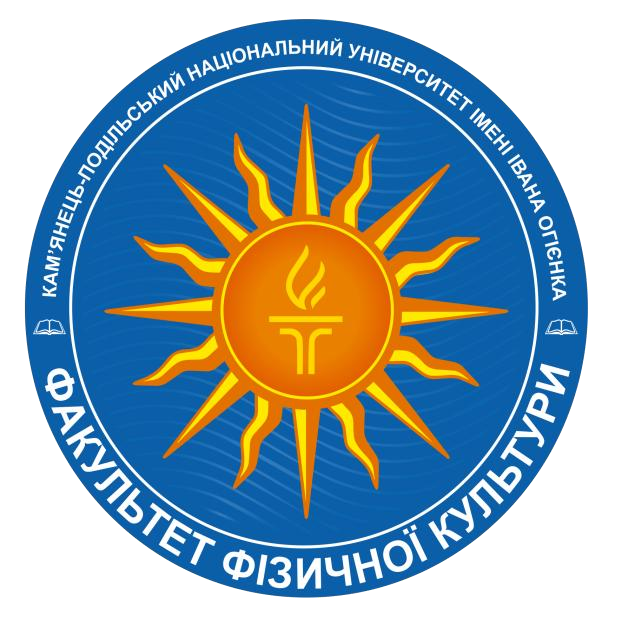 КАМ'ЯНЕЦЬ-ПОДІЛЬСЬКИЙ НАЦІОНАЛЬНИЙ УНІВЕРСИТЕТ ІМЕНІ ІВАНА ОГІЄНКА
ФАКУЛЬТЕТ ФІЗИЧНОЇ КУЛЬТУРИ